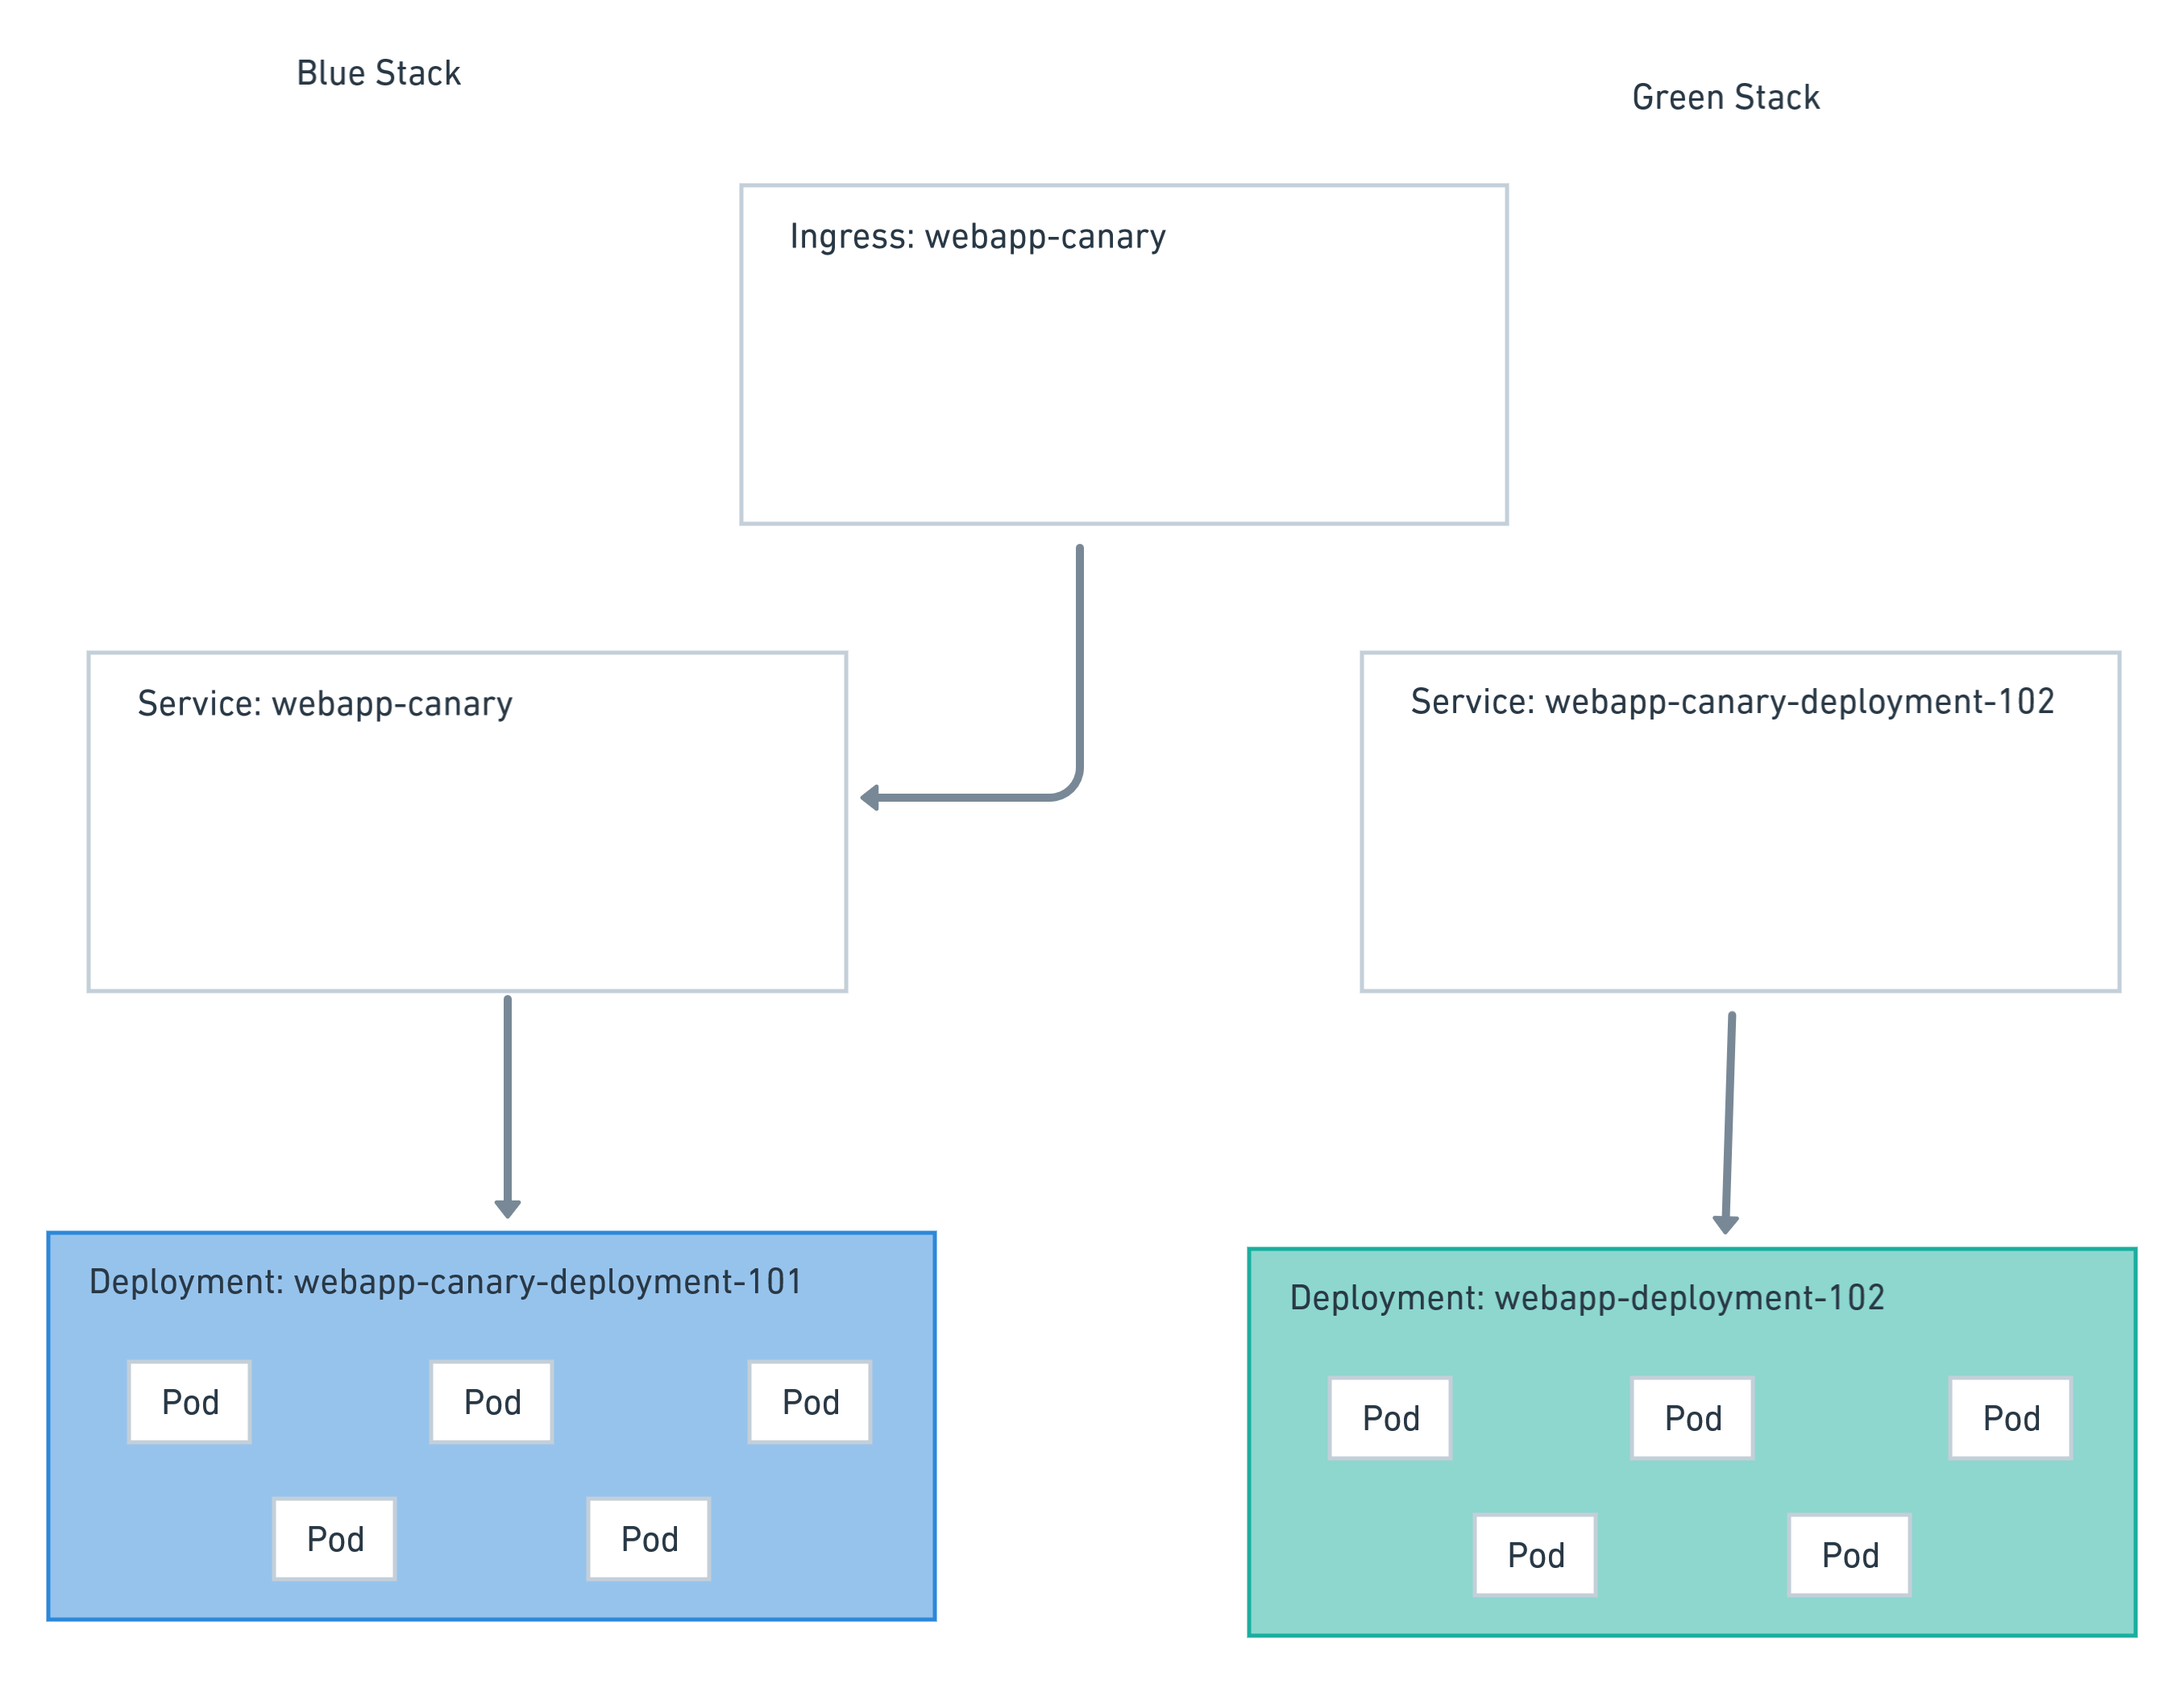 Blue Stack
Green Stack
Ingress: webapp-canary
Service: webapp-canary
Service: webapp-canary-deployment-102
Deployment: webapp-canary-deployment-101
Pod
Pod
Pod
Pod
Pod
Deployment: webapp-deployment-102
Pod
Pod
Pod
Pod
Pod